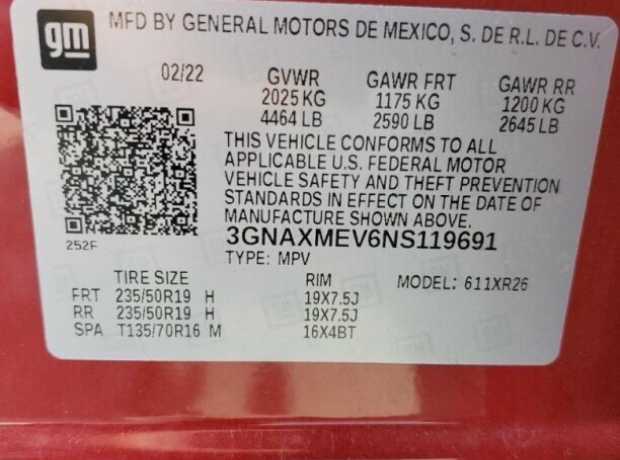 gm
MFD BY GENERAL MOTORS DE MEXICO, S. DE R.L. DE C.V.
02/22 GVWR GAWR FRT GAWR RR
2025 KG 1175 KG 1200 KG
4464 LB 2590 LB 2645 LB
THIS VEHICLE CONFORMS TO ALL
APPLICABLE U.S. FEDERAL MOTOR
VEHICLE SAFETY AND THEFT PREVENTION
STANDARDS IN EFFECT ON THE DATE OF
MANUFACTURE SHOWN ABOVE.
252F 3GNAXMEV6NS119691
TYPE: MPV
TIRE SIZE RIM MODEL: 611XR26
FRT 235/50R19 H 19X7.5J
RR 235/50R19 H 19X7.5J
SPA T135/70R16 M 16X4BT